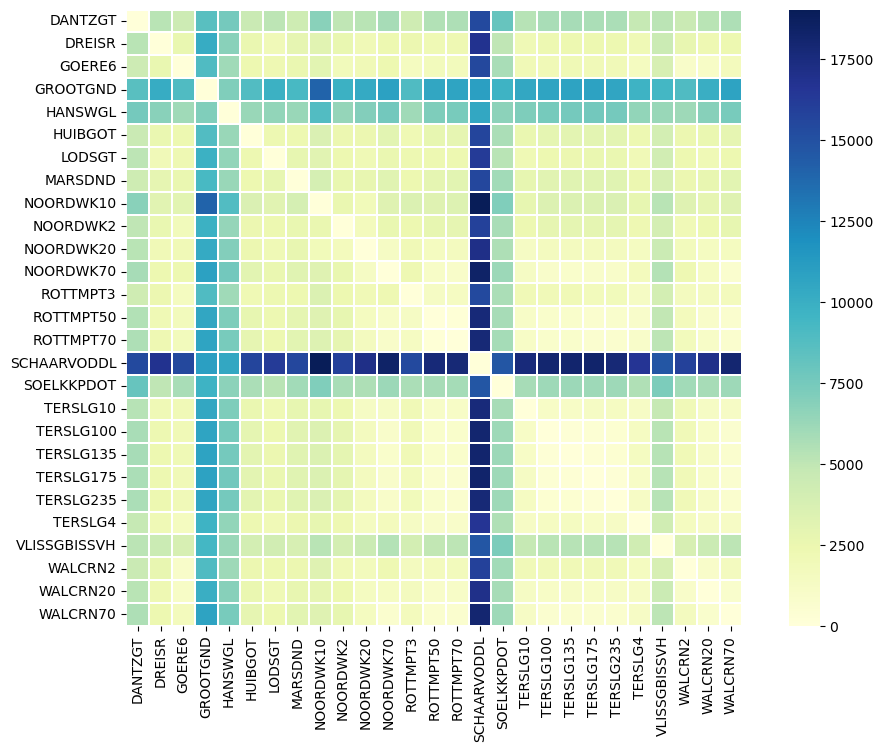 DANTZGT
DREISR
GOERE6
GROOTGND
HANSWGL
HUIBGOT
LODSGT
MARSDND
NOORDWK10
NOORDWK2
NOORDWK20
NOORDWK70
ROTTMPT3
ROTTMPT50
ROTTMPT70
SCHAARVODDL
SOELKKPDOT
TERSLG10
TERSLG100
TERSLG135
TERSLG175
TERSLG235
TERSLG4
VLISSGBISSVH
WALCRN2
WALCRN20
WALCRN70
DANTZGT
DREISR
GOERE6
GROOTGND
HANSWGL
HUIBGOT
LODSGT
MARSDND
NOORDWK10
NOORDWK2
NOORDWK20
NOORDWK70
ROTTMPT3
ROTTMPT50
ROTTMPT70
SCHAARVODDL
SOELKKPDOT
TERSLG10
TERSLG100
TERSLG135
TERSLG175
TERSLG235
TERSLG4
VLISSGBISSVH
WALCRN2
WALCRN20
WALCRN70
17500
15000
12500
10000
7500
5000
2500
0